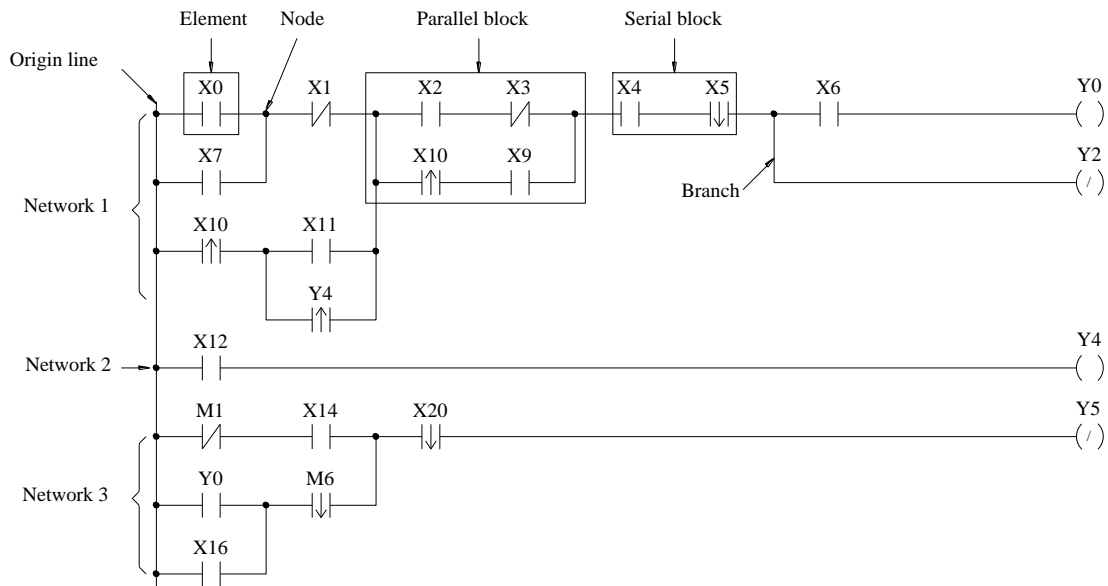 Element Node Parallel block Serial block
Origin line
X0 X1 X2 X3 X4 X5 X6 Y0
X7 X10 X9 Y2
Branch
Network 1
X10 X11
Y4
X12 Y4
Network 2
M1 X14 X20 Y5
Y0 M6
Network 3
X16